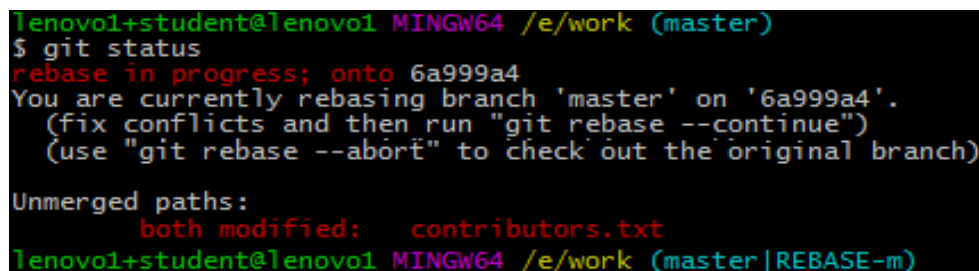 lenovo1+student@lenovo1 MINGW64 /e/work (master)
$ git status
rebase in progress; onto 6a999a4
You are currently rebasing branch 'master' on '6a999a4'.
(fix conflicts and then run "git rebase --continue")
(use "git rebase --abort" to check out the original branch)
Unmerged paths:
both modified: contributors.txt
lenovo1+student@lenovo1 MINGW64 /e/work (master|REBASE-m)